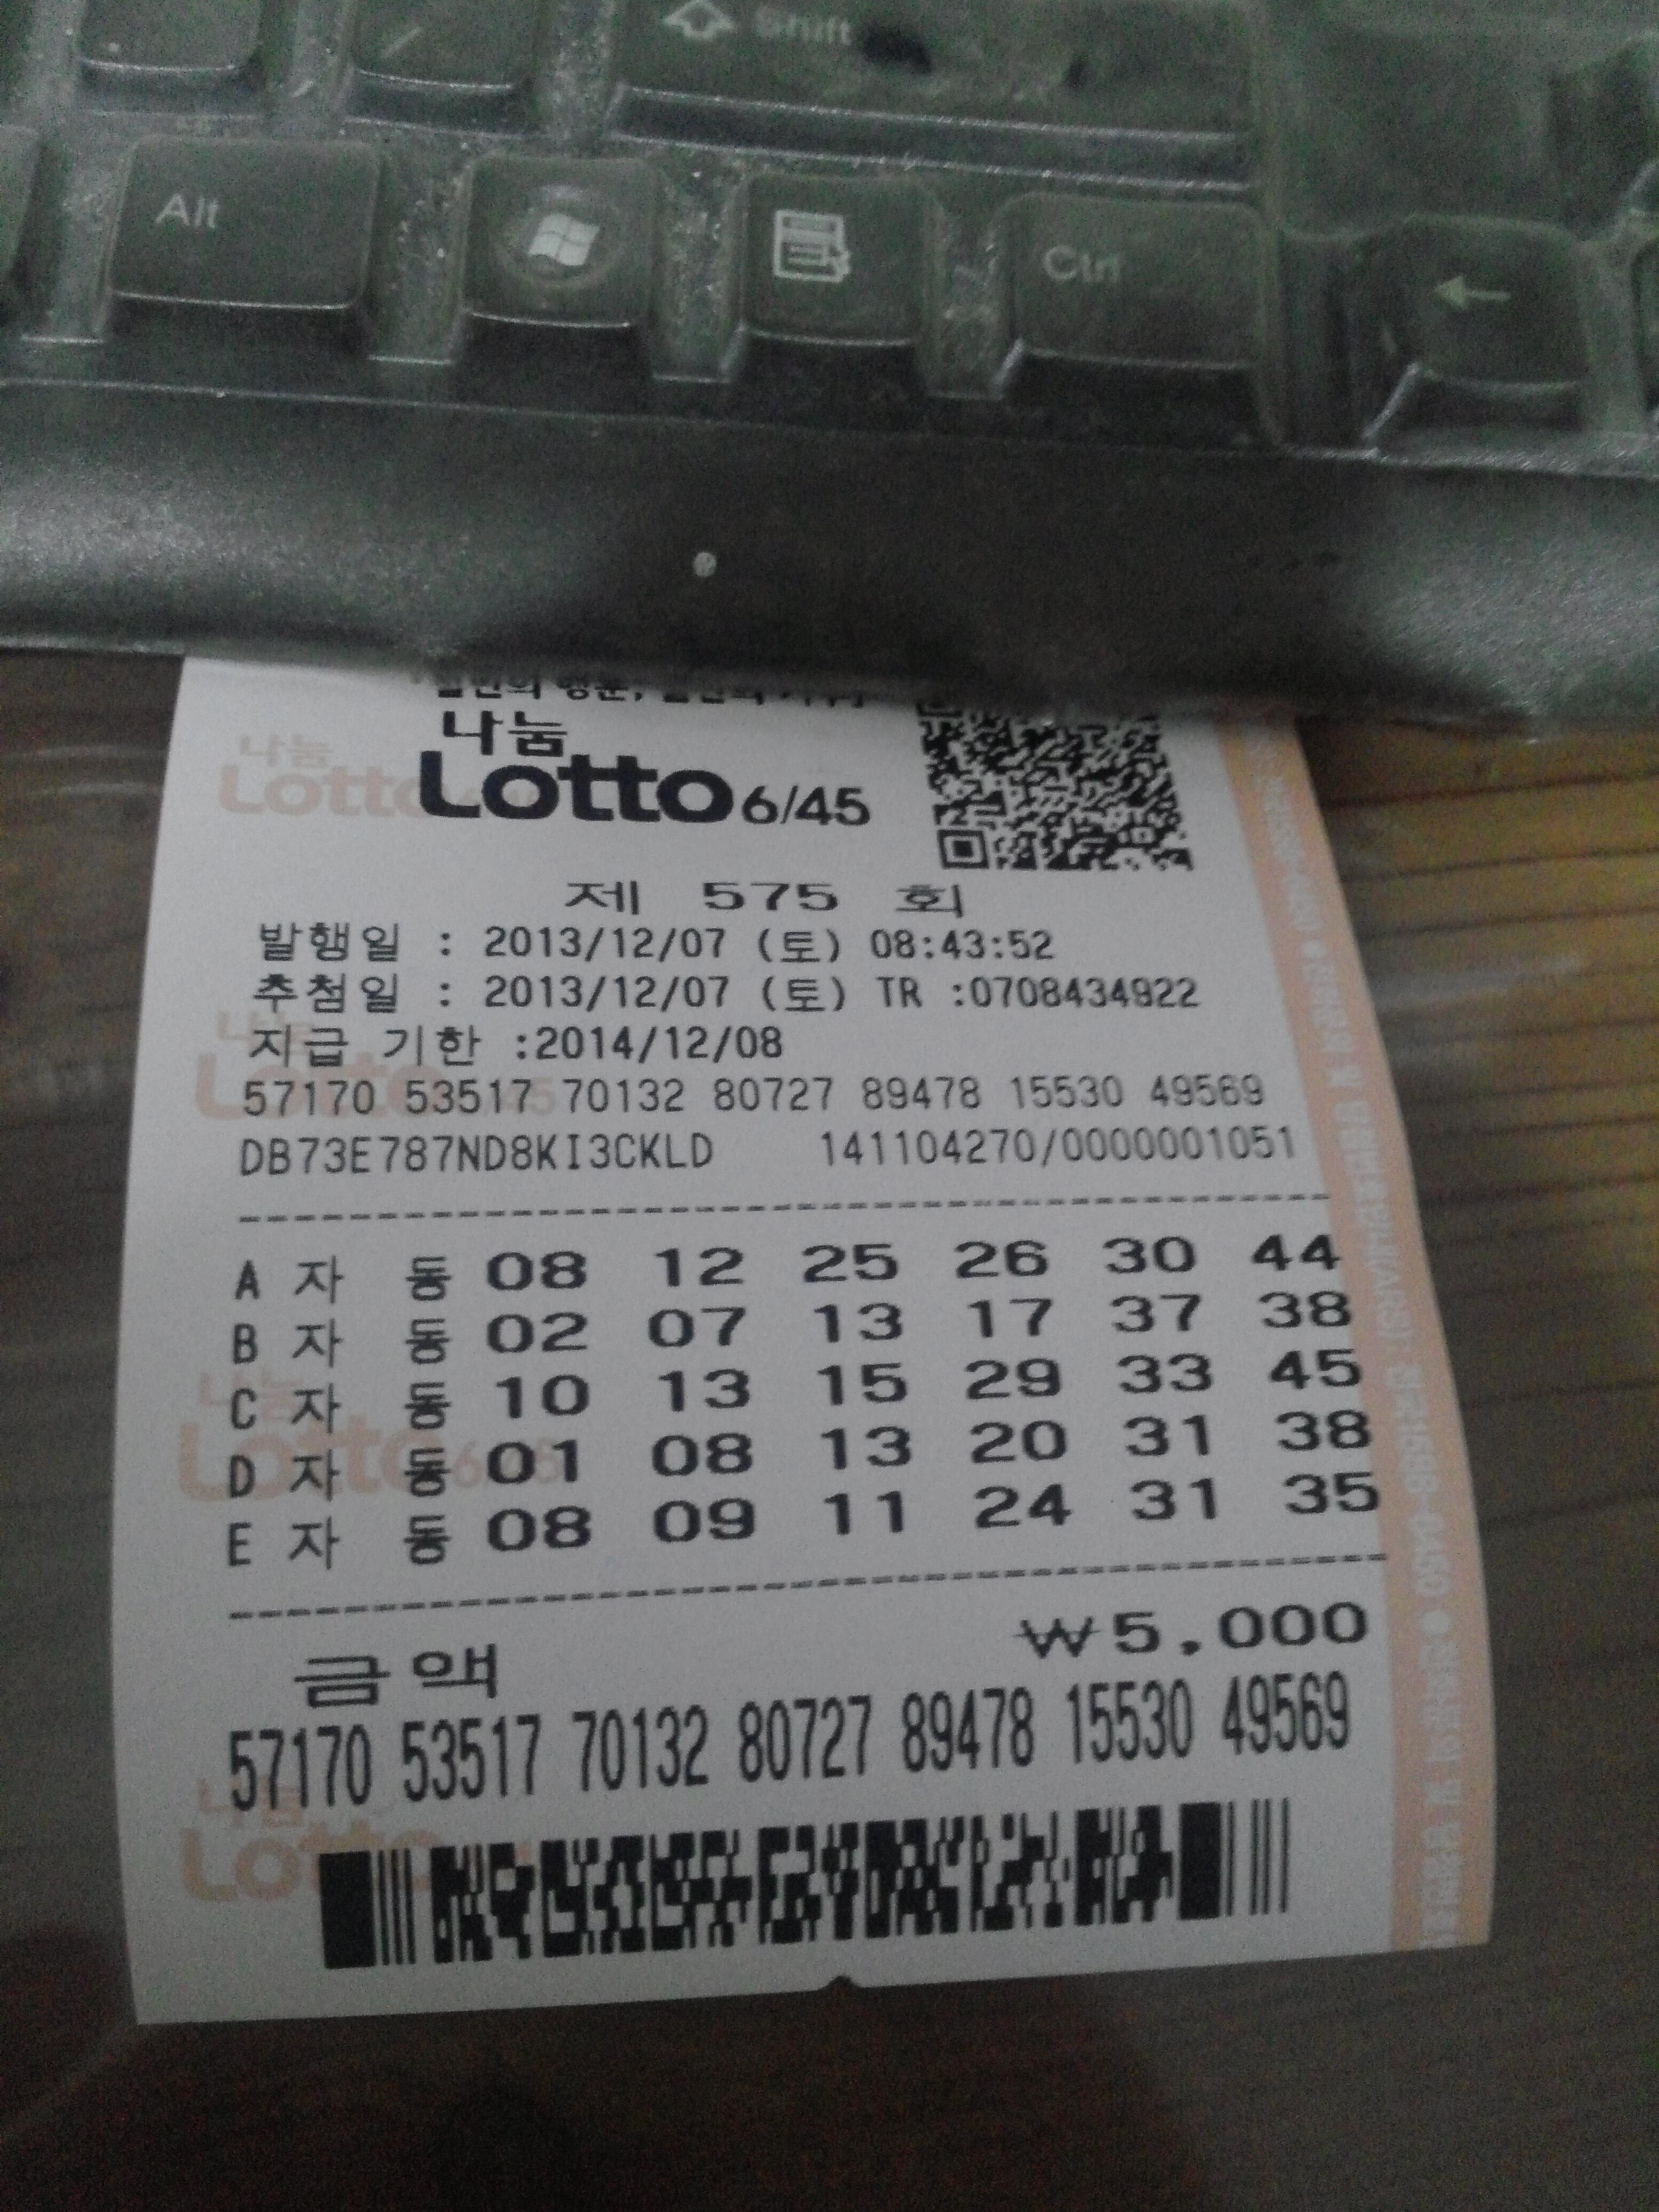 Shift
Alt
Ctrl
나눔
Lotto 6/45
제 575 회
발행일 : 2013/12/07 (토) 08:43:52
추첨일 : 2013/12/07 (토) TR :0708434922
지급 기한 :2014/12/08
57170 53517 70132 80727 89478 15530 49569
DB73E787ND8KI3CKLD 141104270/0000001051
A 자 동 08 12 25 26 30 44
B 자 동 02 07 13 17 37 38
C 자 동 10 13 15 29 33 45
D 자 동 01 08 13 20 31 38
E 자 동 08 09 11 24 31 35
금액 ₩5,000
57170 53517 70132 80727 89478 15530 49569